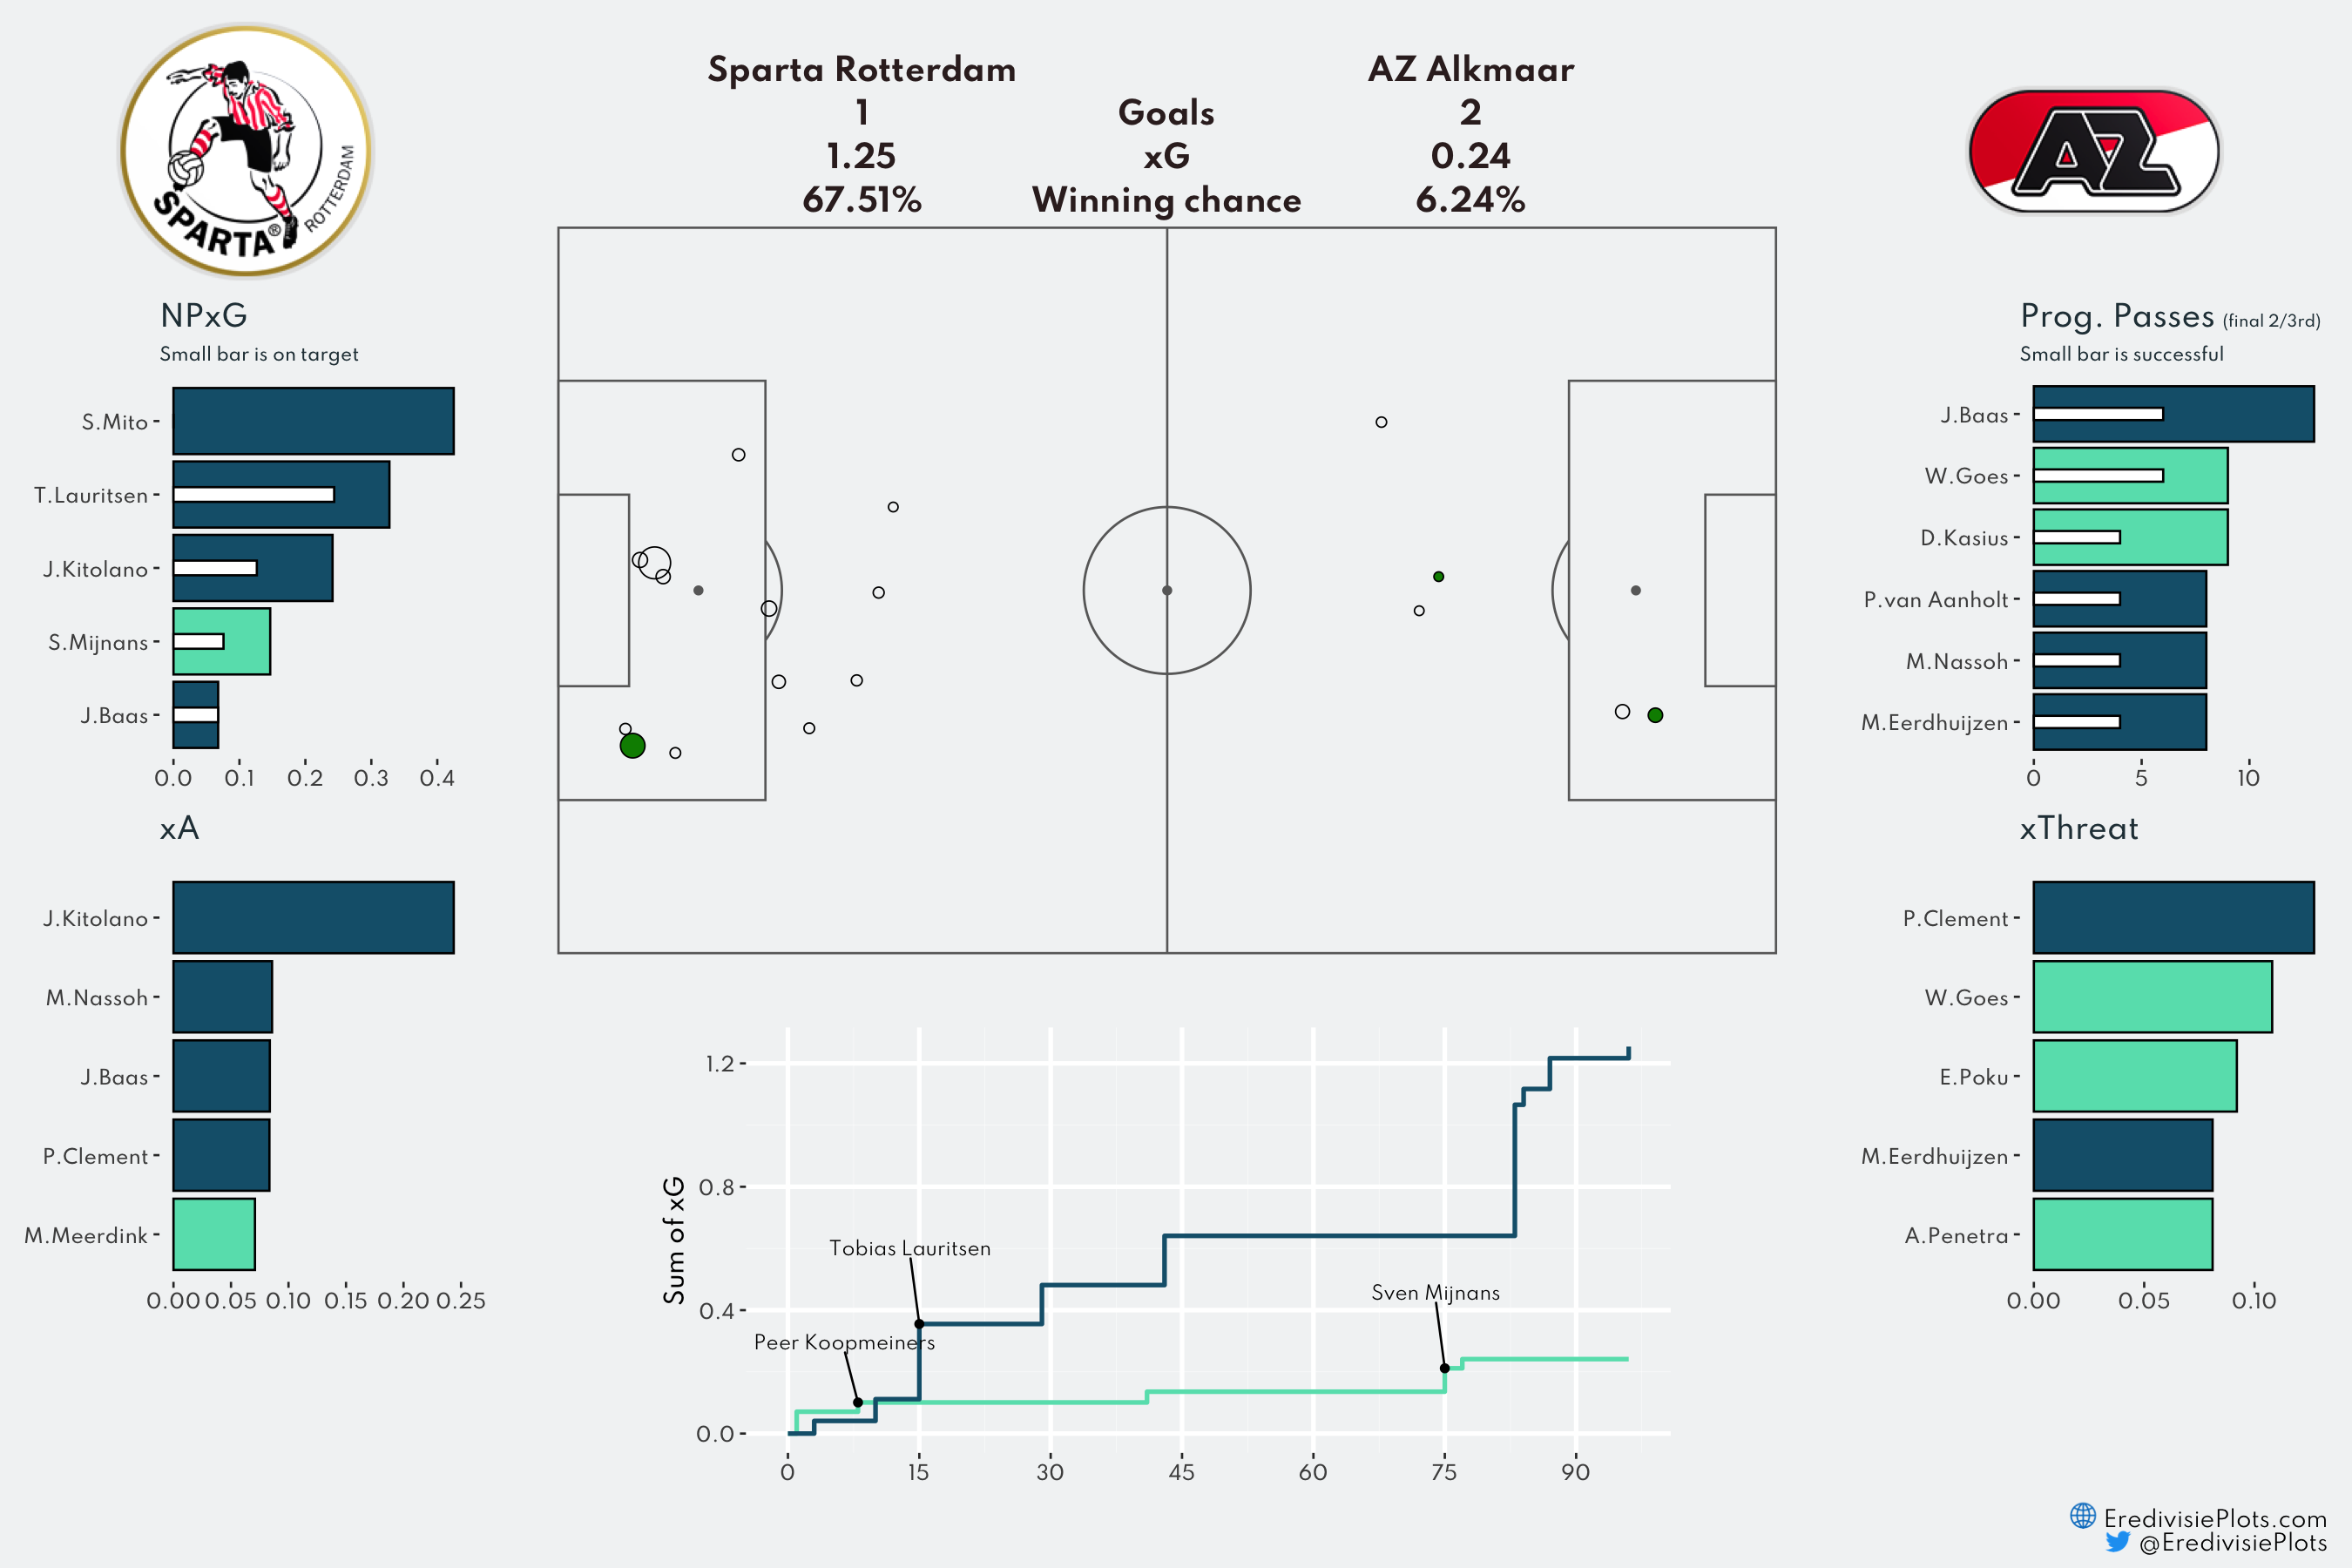 SPARTA®
ROTTERDAM
Sparta Rotterdam AZ Alkmaar
1 Goals 2
1.25 xG 0.24
67.51% Winning chance 6.24%
AZ
NPxG
Small bar is on target
S.Mito
T.Lauritsen
J.Kitolano
S.Mijnans
J.Baas
0.0 0.1 0.2 0.3 0.4
xA
J.Kitolano
M.Nassoh
J.Baas
P.Clement
M.Meerdink
0.00 0.05 0.10 0.15 0.20 0.25
Sum of xG
1.2
0.8
0.4
0.0
Tobias Lauritsen
Peer Koopmeiners
Sven Mijnans
0 15 30 45 60 75 90
Prog. Passes (final 2/3rd)
Small bar is successful
J.Baas
W.Goes
D.Kasius
P.van Aanholt
M.Nassoh
M.Eerdhuijzen
0 5 10
xThreat
P.Clement
W.Goes
E.Poku
M.Eerdhuijzen
A.Penetra
0.00 0.05 0.10
EredivisiePlots.com
@EredivisiePlots